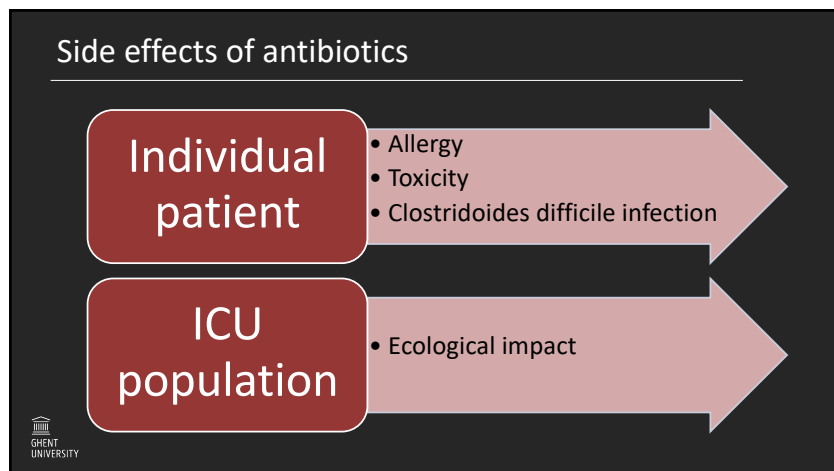 Side effects of antibiotics
Individual
patient
• Allergy
• Toxicity
• Clostridoides difficile infection
ICU
population
• Ecological impact
GHENT
UNIVERSITY